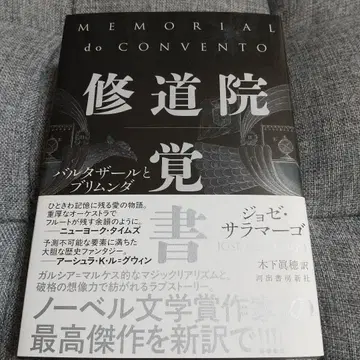 MEMORIAL
do CONVENTO
修道院
覚
書
バルタザールと
ブリムンダ
ひときわ記憶に残る愛の物語。
重厚なオーケストラで
フルートが残す余韻のように。
——ニューヨーク・タイムズ
予測不可能な要素に満ちた
大胆な歴史ファンタジー。
——アーシュラ・K・ル=グウィン
ジョゼ・
サラマーゴ
木下眞穂 訳
河出書房新社
ガルシア=マルケス的なマジックリアリズムと、
破格の想像力で紡がれるラブストーリー。
ノーベル文学賞作家の
最高傑作を新訳で!!!